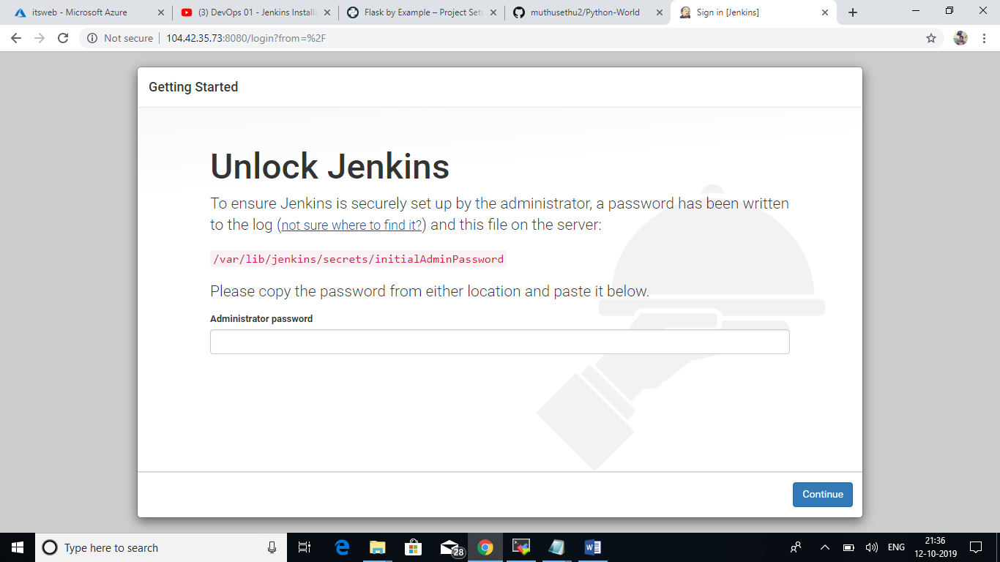 itsweb - Microsoft Azure
(3) DevOps 01 - Jenkins Installa
Flask by Example – Project Setu
muthusethu2/Python-World
Sign in [Jenkins]
Not secure
104.42.35.73:8080/login?from=%2F
Getting Started
Unlock Jenkins
To ensure Jenkins is securely set up by the administrator, a password has been written
to the log (not sure where to find it?) and this file on the server:
/var/lib/jenkins/secrets/initialAdminPassword
Please copy the password from either location and paste it below.
Administrator password
Continue
Type here to search
28
ENG
21:36
12-10-2019